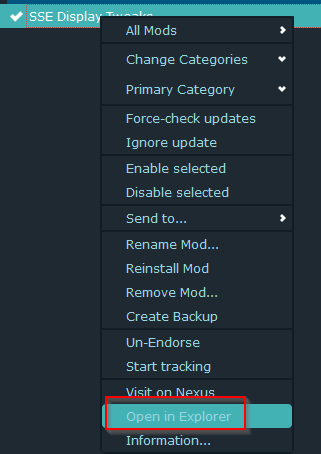 SSE Display Tweaks
All Mods
Change Categories
Primary Category
Force-check updates
Ignore update
Enable selected
Disable selected
Send to...
Rename Mod...
Reinstall Mod
Remove Mod...
Create Backup
Un-Endorse
Start tracking
Visit on Nexus
Open in Explorer
Information...